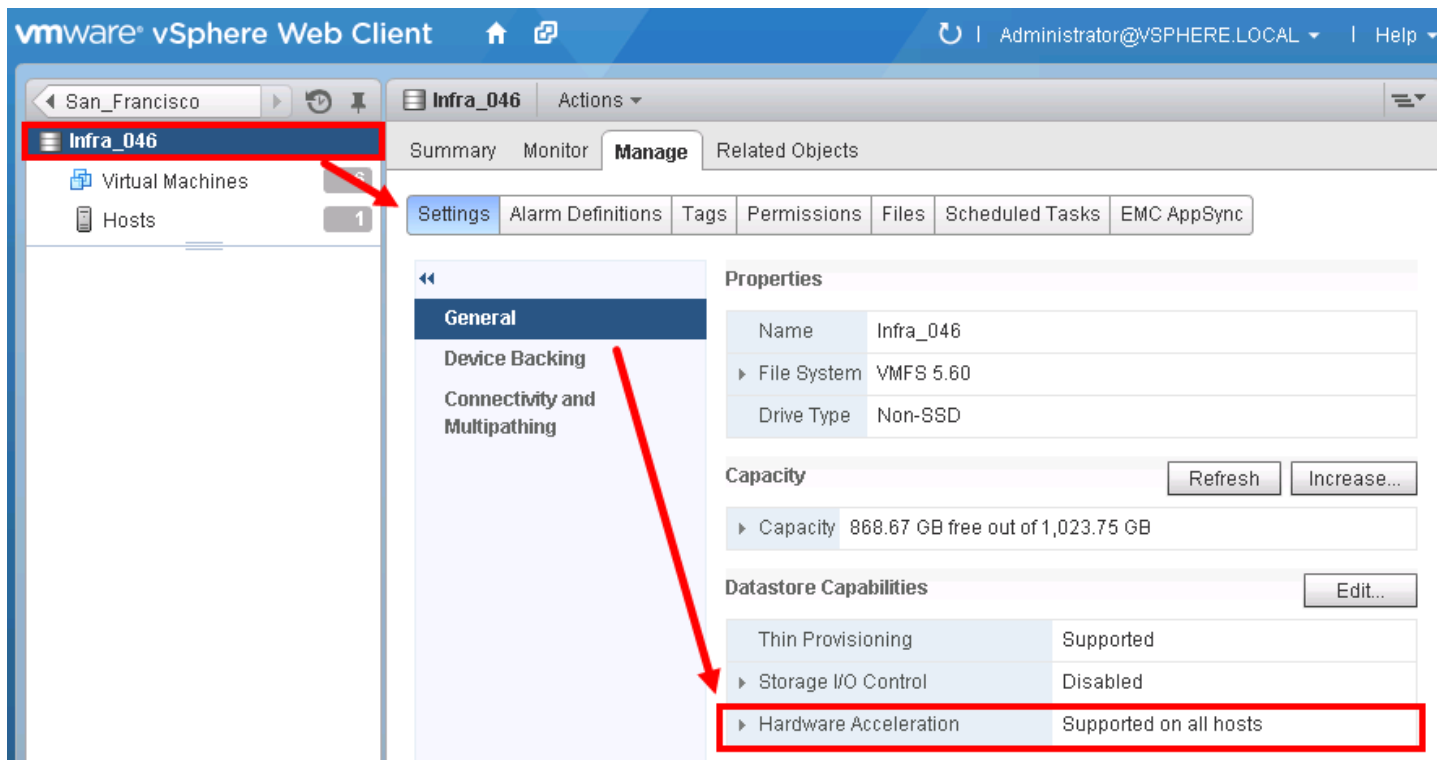 vmware® vSphere Web Client
Administrator@VSPHERE.LOCAL | Help
San_Francisco
Infra_046 Actions
Infra_046
Summary Monitor Manage Related Objects
Virtual Machines 6
Hosts 1
Settings Alarm Definitions Tags Permissions Files Scheduled Tasks EMC AppSync
General
Device Backing
Connectivity and
Multipathing
Properties
Name Infra_046
File System VMFS 5.60
Drive Type Non-SSD
Capacity Refresh Increase...
Capacity 868.67 GB free out of 1,023.75 GB
Datastore Capabilities Edit...
Thin Provisioning Supported
Storage I/O Control Disabled
Hardware Acceleration Supported on all hosts